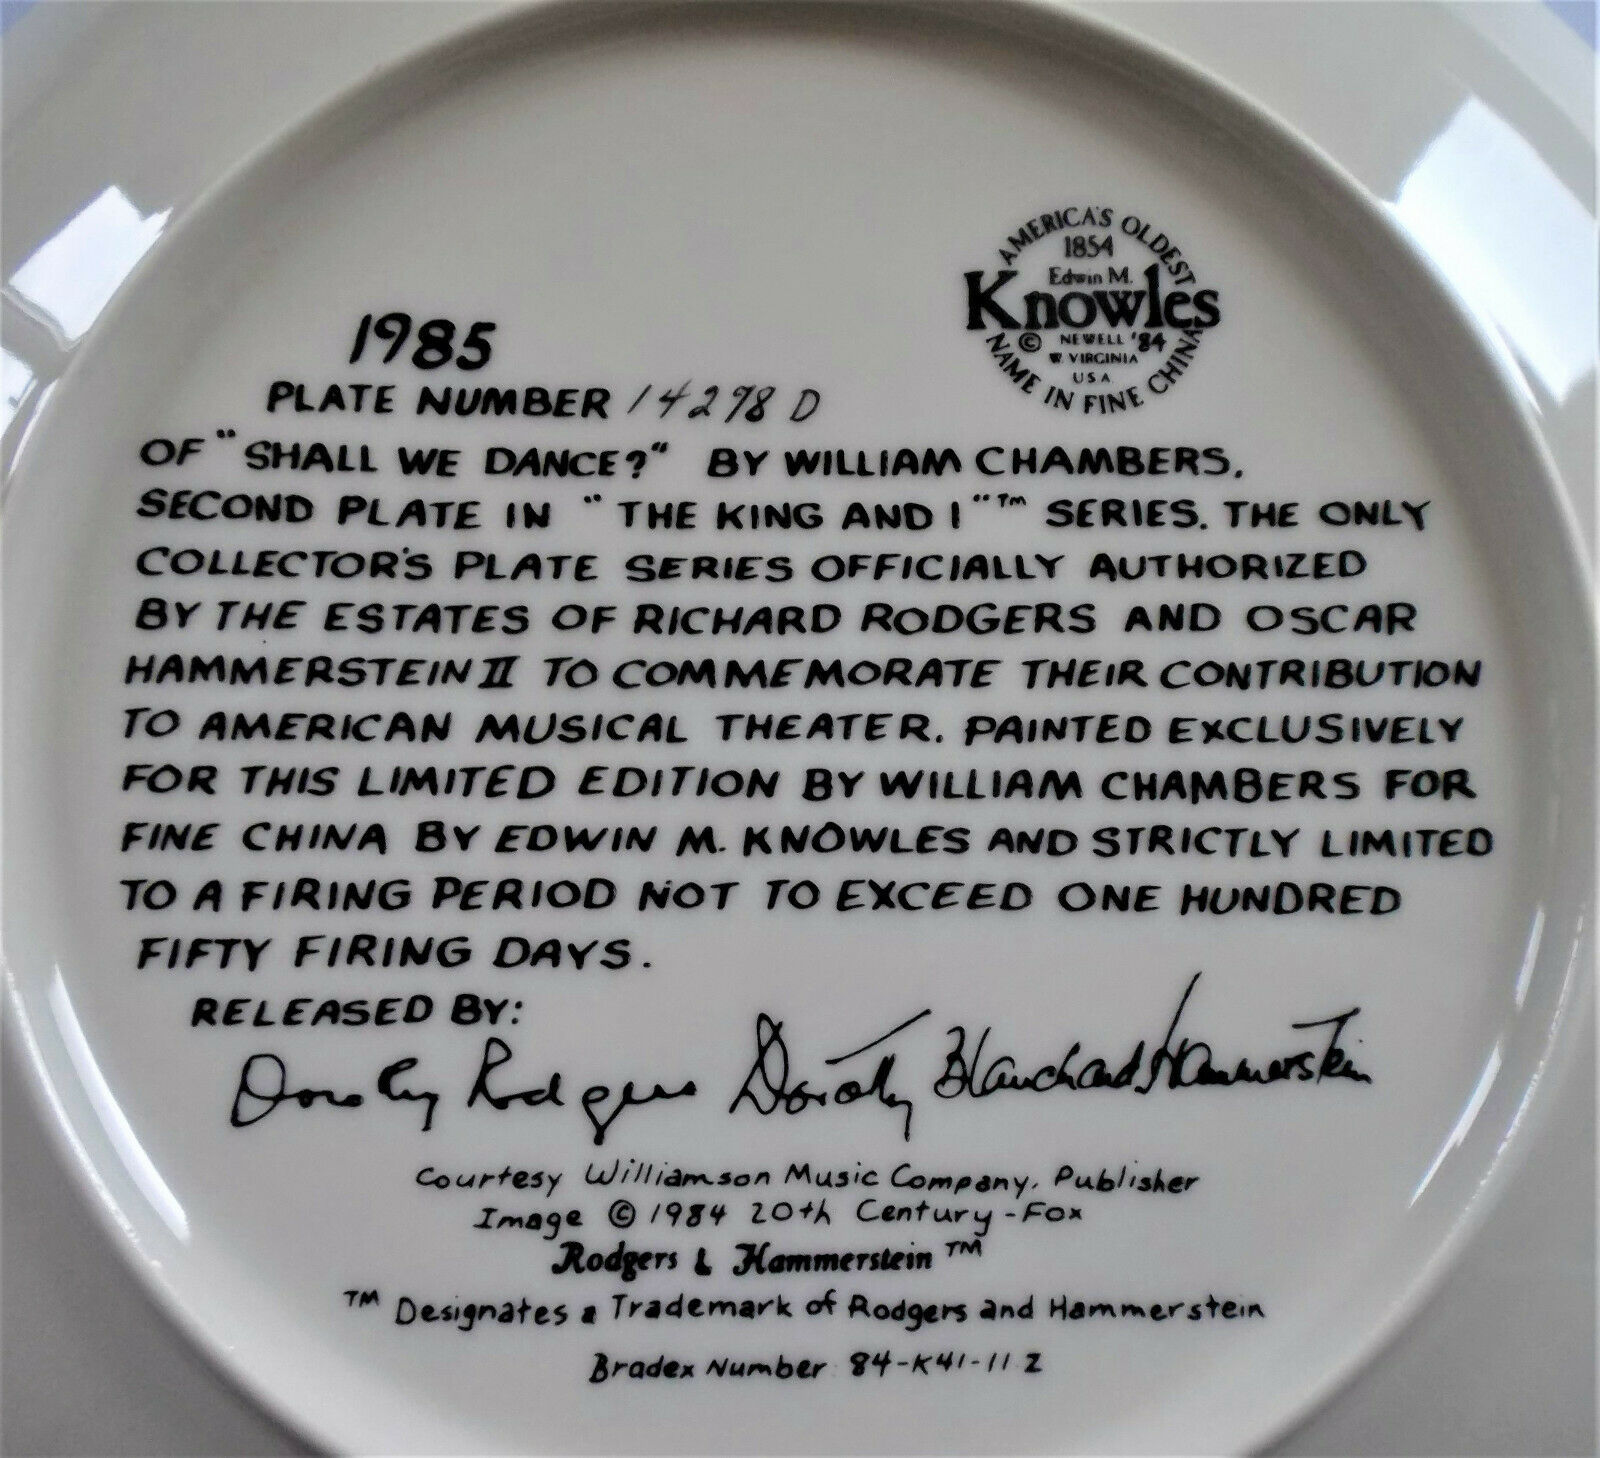 AMERICA'S OLDEST
1854
Edwin M.
Knowles
© NEWELL '84
W VIRGINIA
USA
NAME IN FINE CHINA
1985
PLATE NUMBER 14278 D
OF "SHALL WE DANCE?" BY WILLIAM CHAMBERS.
SECOND PLATE IN "THE KING AND I"™ SERIES. THE ONLY
COLLECTOR'S PLATE SERIES OFFICIALLY AUTHORIZED
BY THE ESTATES OF RICHARD RODGERS AND OSCAR
HAMMERSTEIN II TO COMMEMORATE THEIR CONTRIBUTION
TO AMERICAN MUSICAL THEATER. PAINTED EXCLUSIVELY
FOR THIS LIMITED EDITION BY WILLIAM CHAMBERS FOR
FINE CHINA BY EDWIN M. KNOWLES AND STRICTLY LIMITED
TO A FIRING PERIOD NOT TO EXCEED ONE HUNDRED
FIFTY FIRING DAYS.
RELEASED BY:
Dorothy Rodgers Dorothy Blanchard Hammerstein
Courtesy Williamson Music Company, Publisher
Image © 1984 20th Century-Fox
Rodgers & Hammerstein ™
™ Designates a Trademark of Rodgers and Hammerstein
Bradex Number 84-K41-11.2